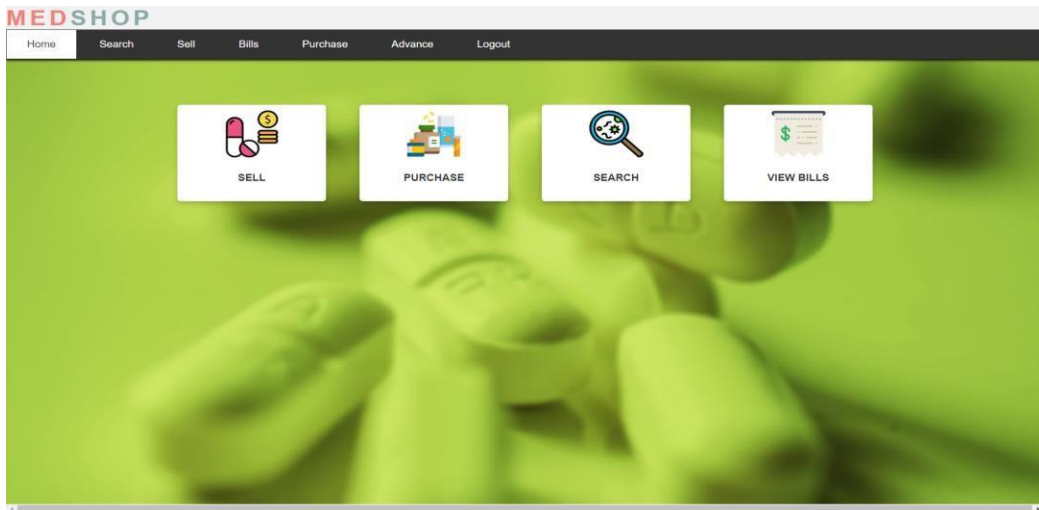 MEDSHOP
Home Search Sell Bills Purchase Advance Logout
SELL PURCHASE SEARCH VIEW BILLS